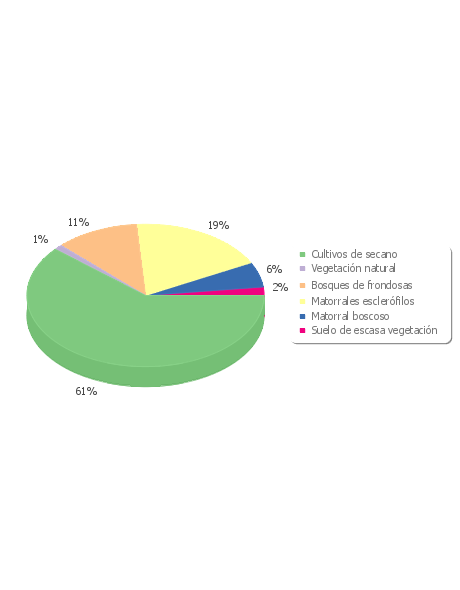 11%
19%
1%
6%
2%
61%
Cultivos de secano
Vegetación natural
Bosques de frondosas
Matorrales esclerófilos
Matorral boscoso
Suelo de escasa vegetación